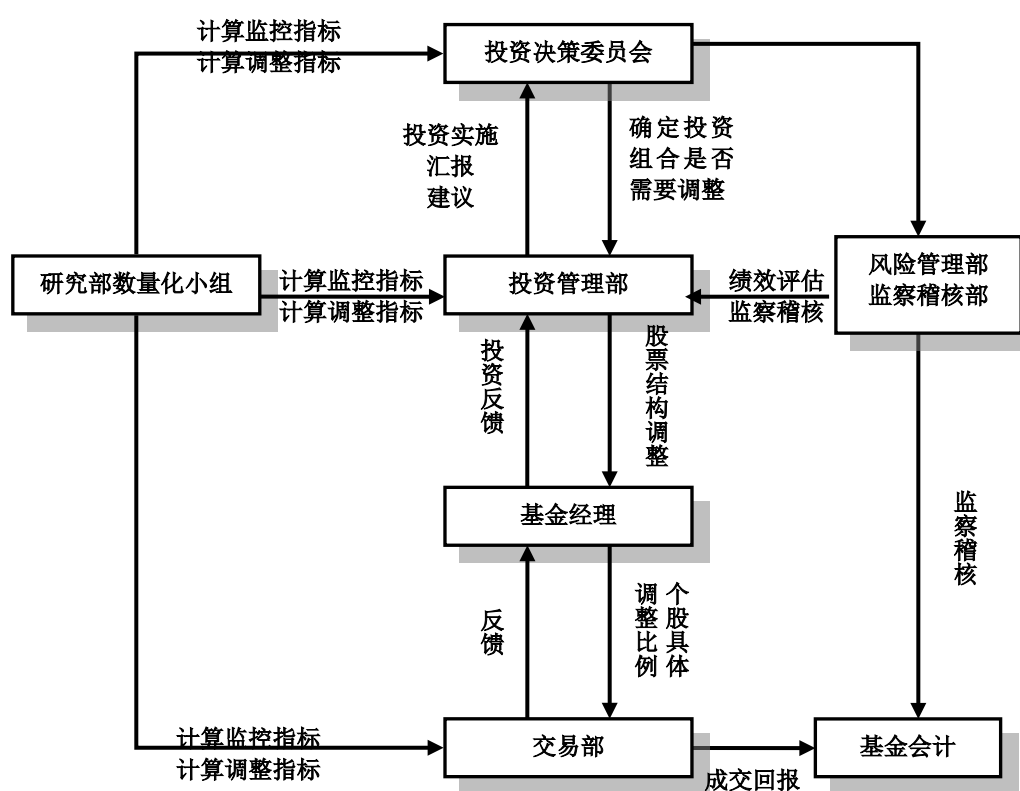 计算监控指标
计算调整指标
投资决策委员会
投资实施
汇报
建议
确定投资
组合是否
需要调整
研究部数量化小组
计算监控指标
计算调整指标
投资管理部
绩效评估
监察稽核
风险管理部
监察稽核部
投资反馈
股票结构调整
基金经理
监察稽核
反馈
个股具体
调整比例
计算监控指标
计算调整指标
交易部
成交回报
基金会计